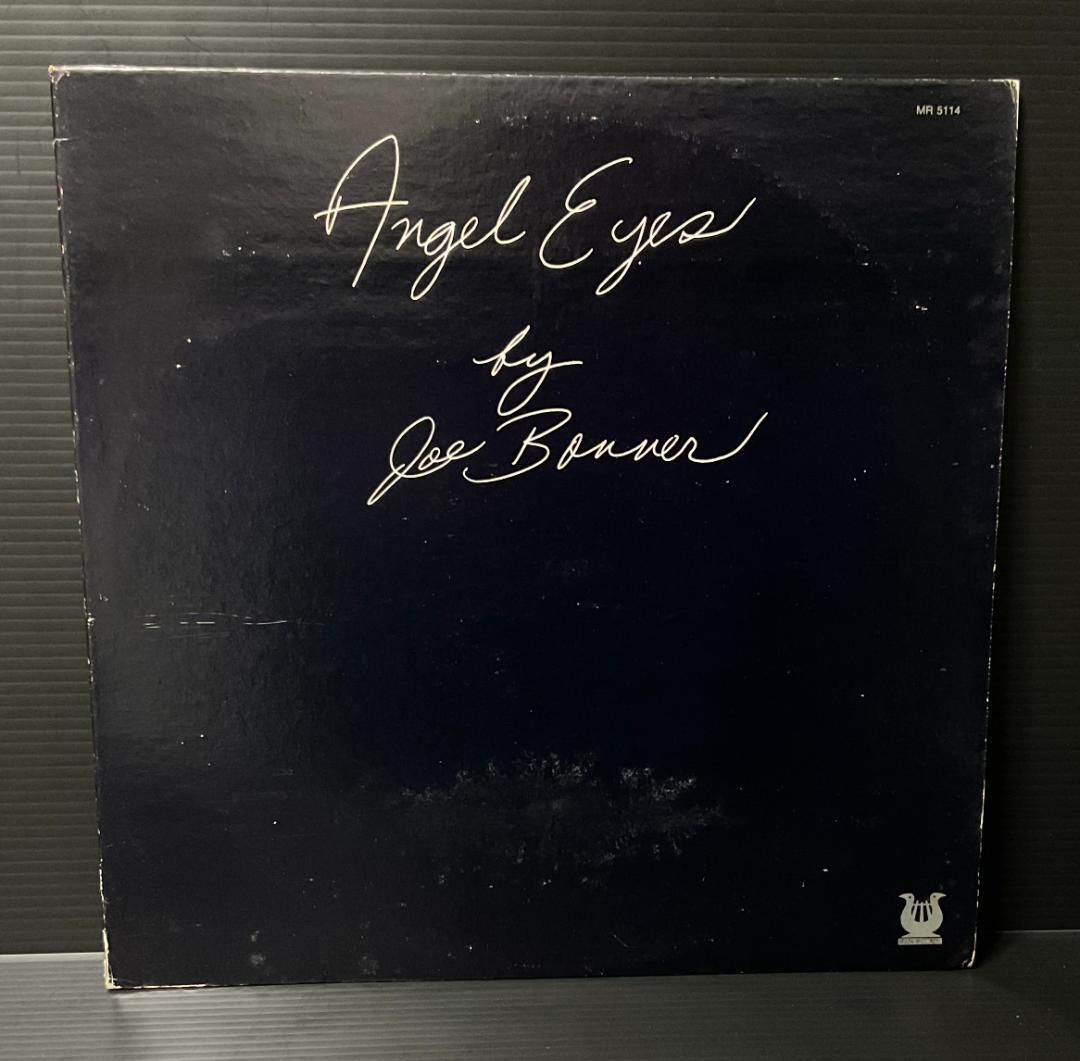 MR 5114
Angel Eyes
by
Joe Bonner